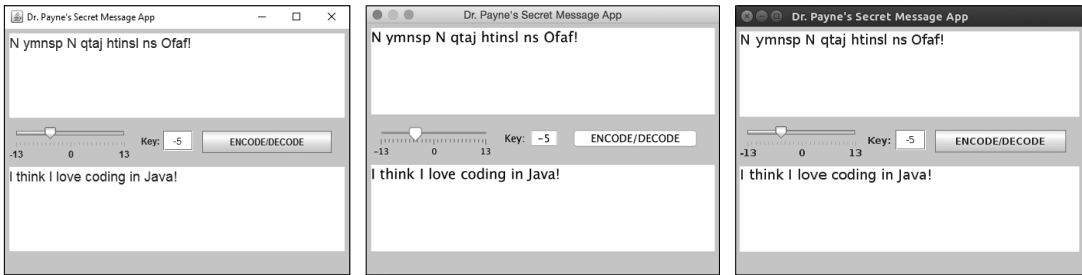 Dr. Payne's Secret Message App
N ymnsp N qtaj htinsl ns Ofaf!
-13 0 13
Key: -5
ENCODE/DECODE
I think I love coding in Java!
Dr. Payne's Secret Message App
N ymnsp N qtaj htinsl ns Ofaf!
-13 0 13
Key: -5
ENCODE/DECODE
I think I love coding in Java!
Dr. Payne's Secret Message App
N ymnsp N qtaj htinsl ns Ofaf!
-13 0 13
Key: -5
ENCODE/DECODE
I think I love coding in Java!